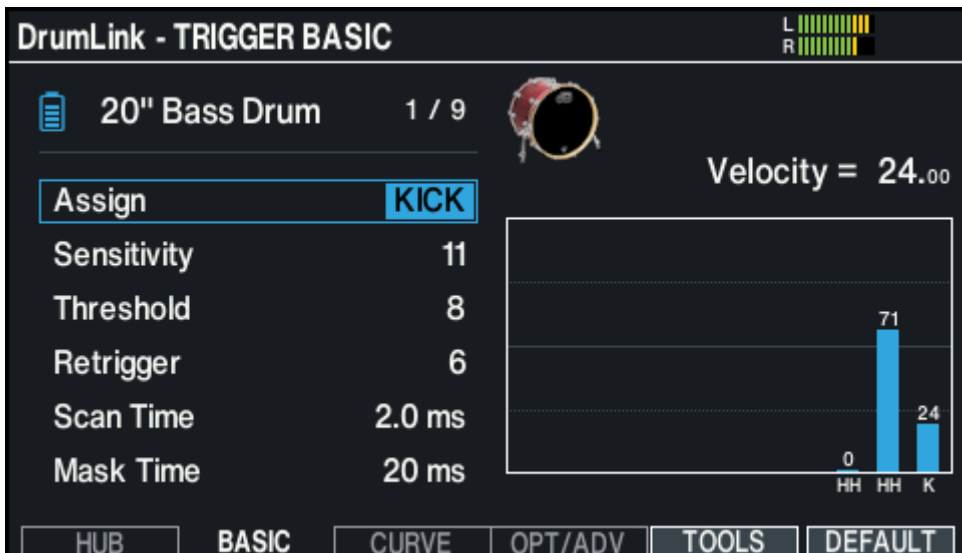 DrumLink - TRIGGER BASIC
L
R
20" Bass Drum 1 / 9
Velocity = 24.00
Assign KICK
Sensitivity 11
Threshold 8
Retrigger 6
Scan Time 2.0 ms
Mask Time 20 ms
71
24
0
HH HH K
HUB BASIC CURVE OPT/ADV TOOLS DEFAULT